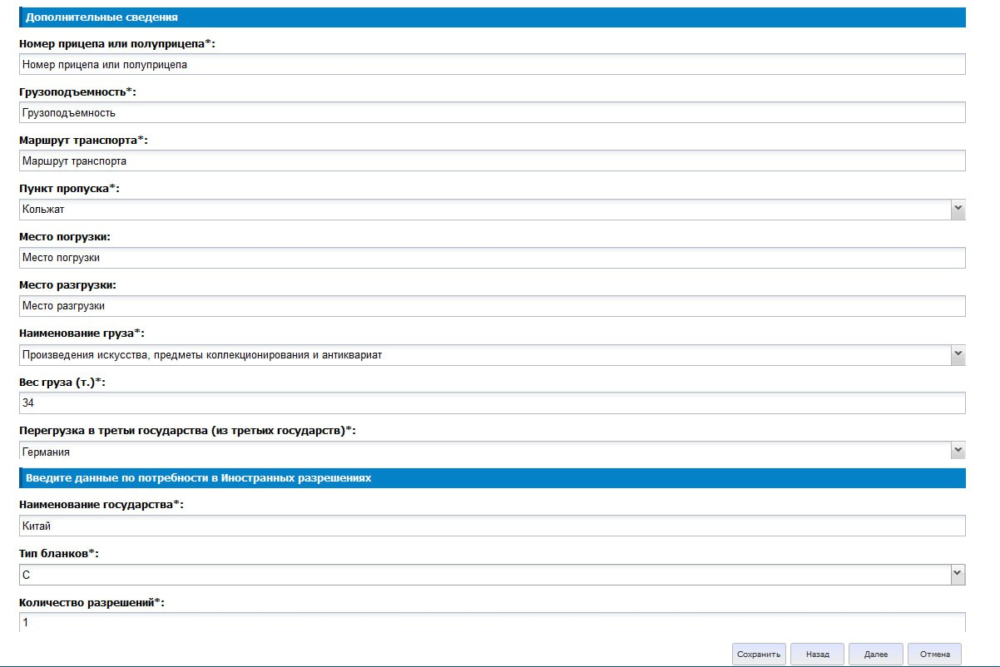 Дополнительные сведения
Номер прицепа или полуприцепа*:
Номер прицепа или полуприцепа
Грузоподъемность*:
Грузоподъемность
Маршрут транспорта*:
Маршрут транспорта
Пункт пропуска*:
Кольжат
Место погрузки:
Место погрузки
Место разгрузки:
Место разгрузки
Наименование груза*:
Произведения искусства, предметы коллекционирования и антиквариат
Вес груза (т.)*:
34
Перегрузка в третьи государства (из третьих государств)*:
Германия
Введите данные по потребности в Иностранных разрешениях
Наименование государства*:
Китай
Тип бланков*:
С
Количество разрешений*:
1
Сохранить Назад Далее Отмена